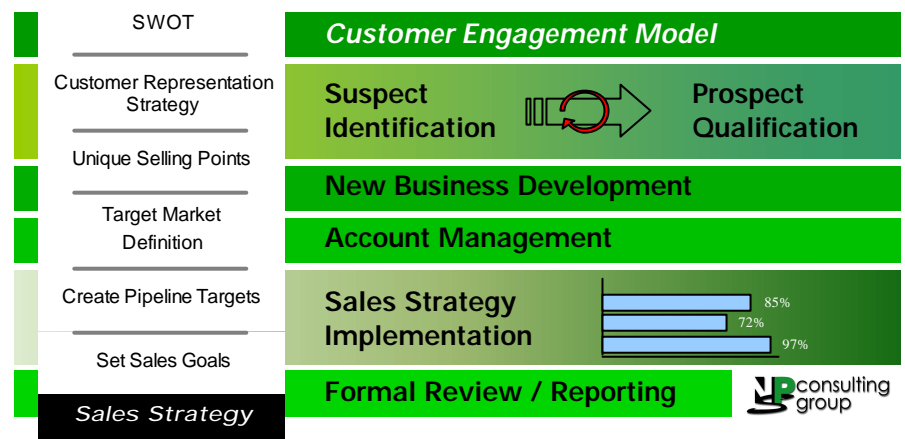 SWOT
Customer Representation
Strategy
Unique Selling Points
Target Market
Definition
Create Pipeline Targets
Set Sales Goals
Sales Strategy
Customer Engagement Model
Suspect
Identification
Prospect
Qualification
New Business Development
Account Management
Sales Strategy
Implementation
85%
72%
97%
Formal Review / Reporting
consulting
group